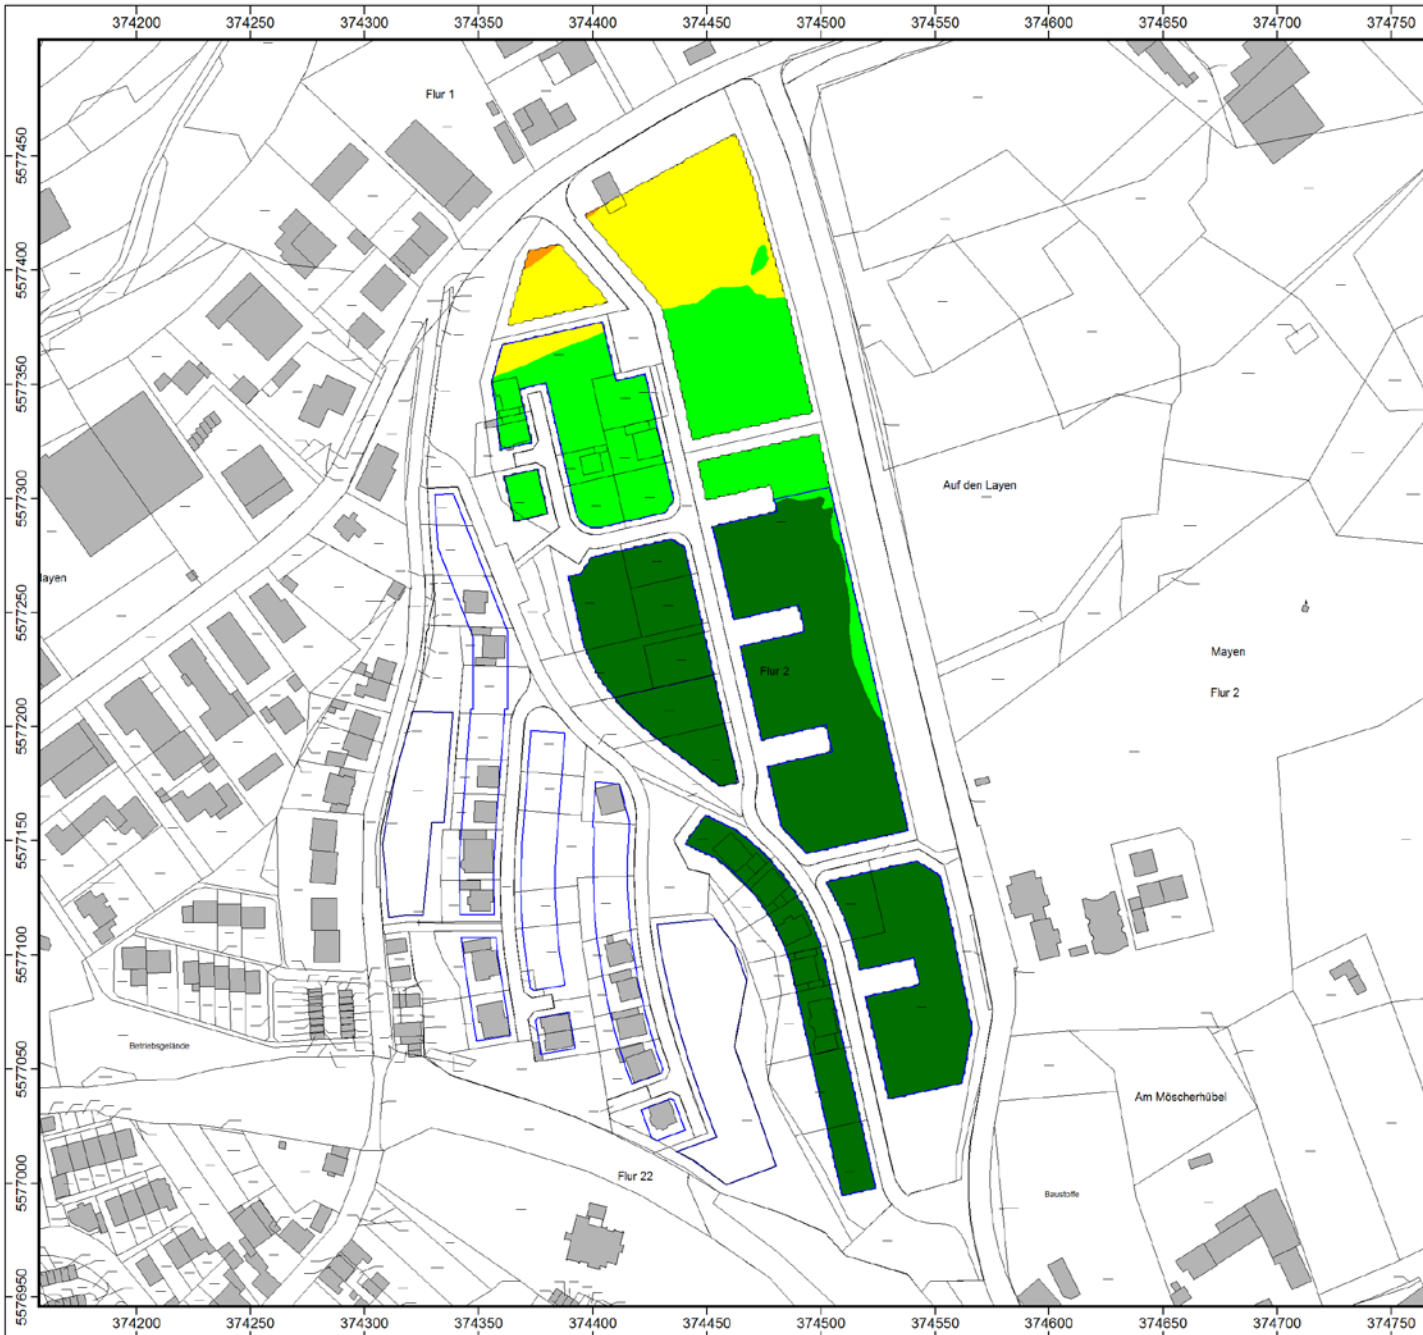 374200 374250 374300 374350 374400 374450 374500 374550 374600 374650 374700 374750
Flur 1
5577450
5577400
5577350
5577300
Auf den Layen
layen
5577250
Mayen
Flur 2
Flur 2
5577200
5577150
5577100
Betriebsgelände
5577050
Am Möscherhübel
Flur 22
Baustoffe
5577000
5576950
374200 374250 374300 374350 374400 374450 374500 374550 374600 374650 374700 374750